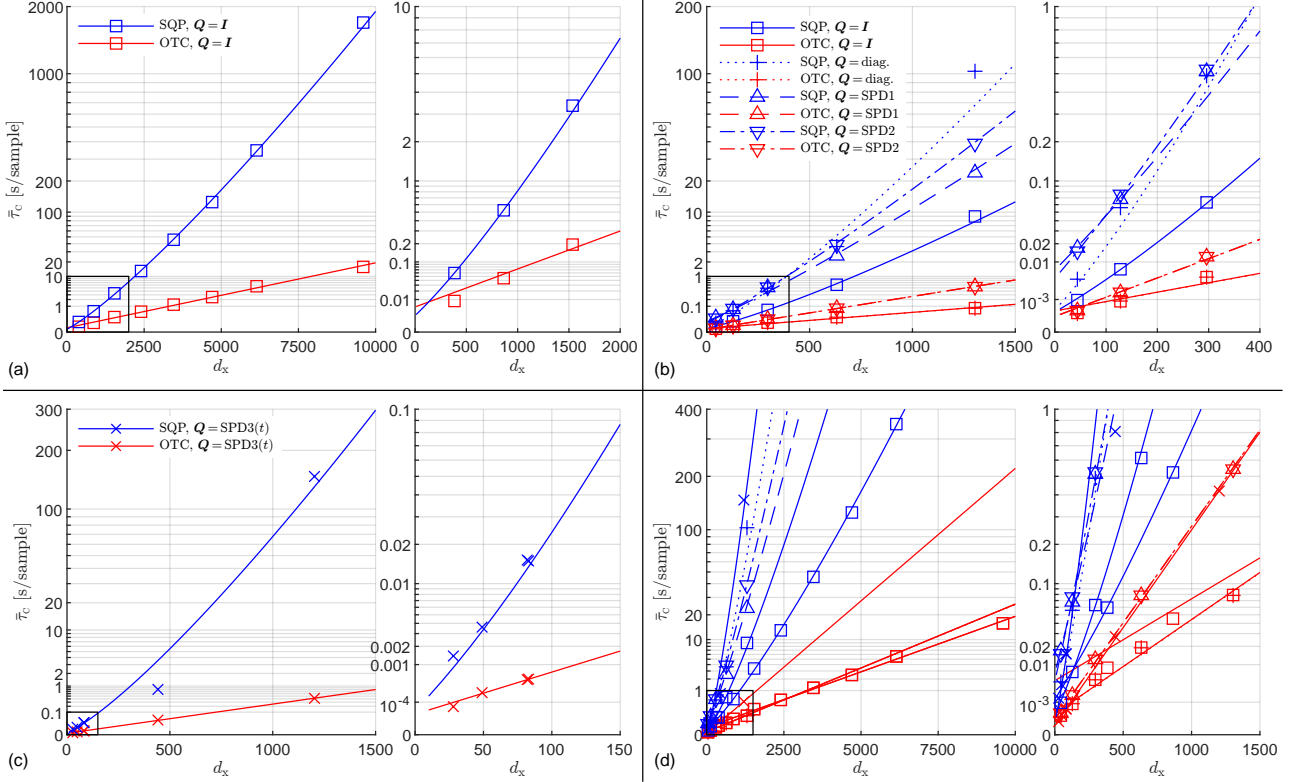 2000
1000
200
100
20
10
1
0
τ̄c [s/sample]
SQP, Q = I
OTC, Q = I
0 2500 5000 7500 10000
dx
(a)
10
2
1
0.2
0.1
0.01
0
0 500 1000 1500 2000
dx
100
20
10
2
1
0.1
0
τ̄c [s/sample]
SQP, Q = I
OTC, Q = I
SQP, Q = diag.
OTC, Q = diag.
SQP, Q = SPD1
OTC, Q = SPD1
SQP, Q = SPD2
OTC, Q = SPD2
0 500 1000 1500
dx
(b)
1
0.1
0.02
0.01
10⁻³
0
0 100 200 300 400
dx
300
200
100
20
10
2
1
0.1
0
τ̄c [s/sample]
SQP, Q = SPD3(t)
OTC, Q = SPD3(t)
0 500 1000 1500
dx
(c)
0.1
0.02
0.01
0.002
0.001
10⁻⁴
0
0 50 100 150
dx
400
200
100
20
10
1
0
τ̄c [s/sample]
0 2500 5000 7500 10000
dx
(d)
1
0.2
0.1
0.02
0.01
10⁻³
0
0 500 1000 1500
dx